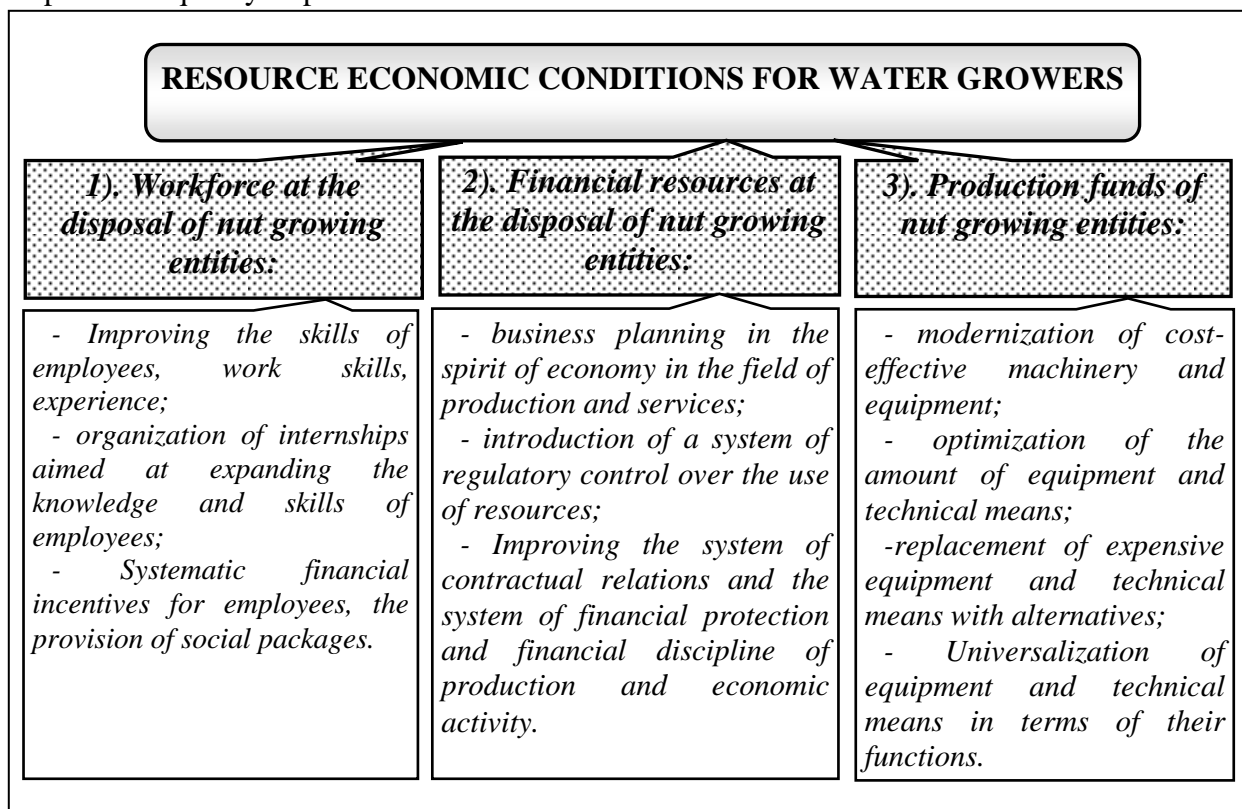 RESOURCE ECONOMIC CONDITIONS FOR WATER GROWERS
1). Workforce at the
disposal of nut growing
entities:
- Improving the skills of
employees, work skills,
experience;
- organization of internships
aimed at expanding the
knowledge and skills of
employees;
- Systematic financial
incentives for employees, the
provision of social packages.
2). Financial resources at
the disposal of nut growing
entities:
- business planning in the
spirit of economy in the field of
production and services;
- introduction of a system of
regulatory control over the use
of resources;
- Improving the system of
contractual relations and the
system of financial protection
and financial discipline of
production and economic
activity.
3). Production funds of
nut growing entities:
- modernization of cost-
effective machinery and
equipment;
- optimization of the
amount of equipment and
technical means;
-replacement of expensive
equipment and technical
means with alternatives;
- Universalization of
equipment and technical
means in terms of their
functions.